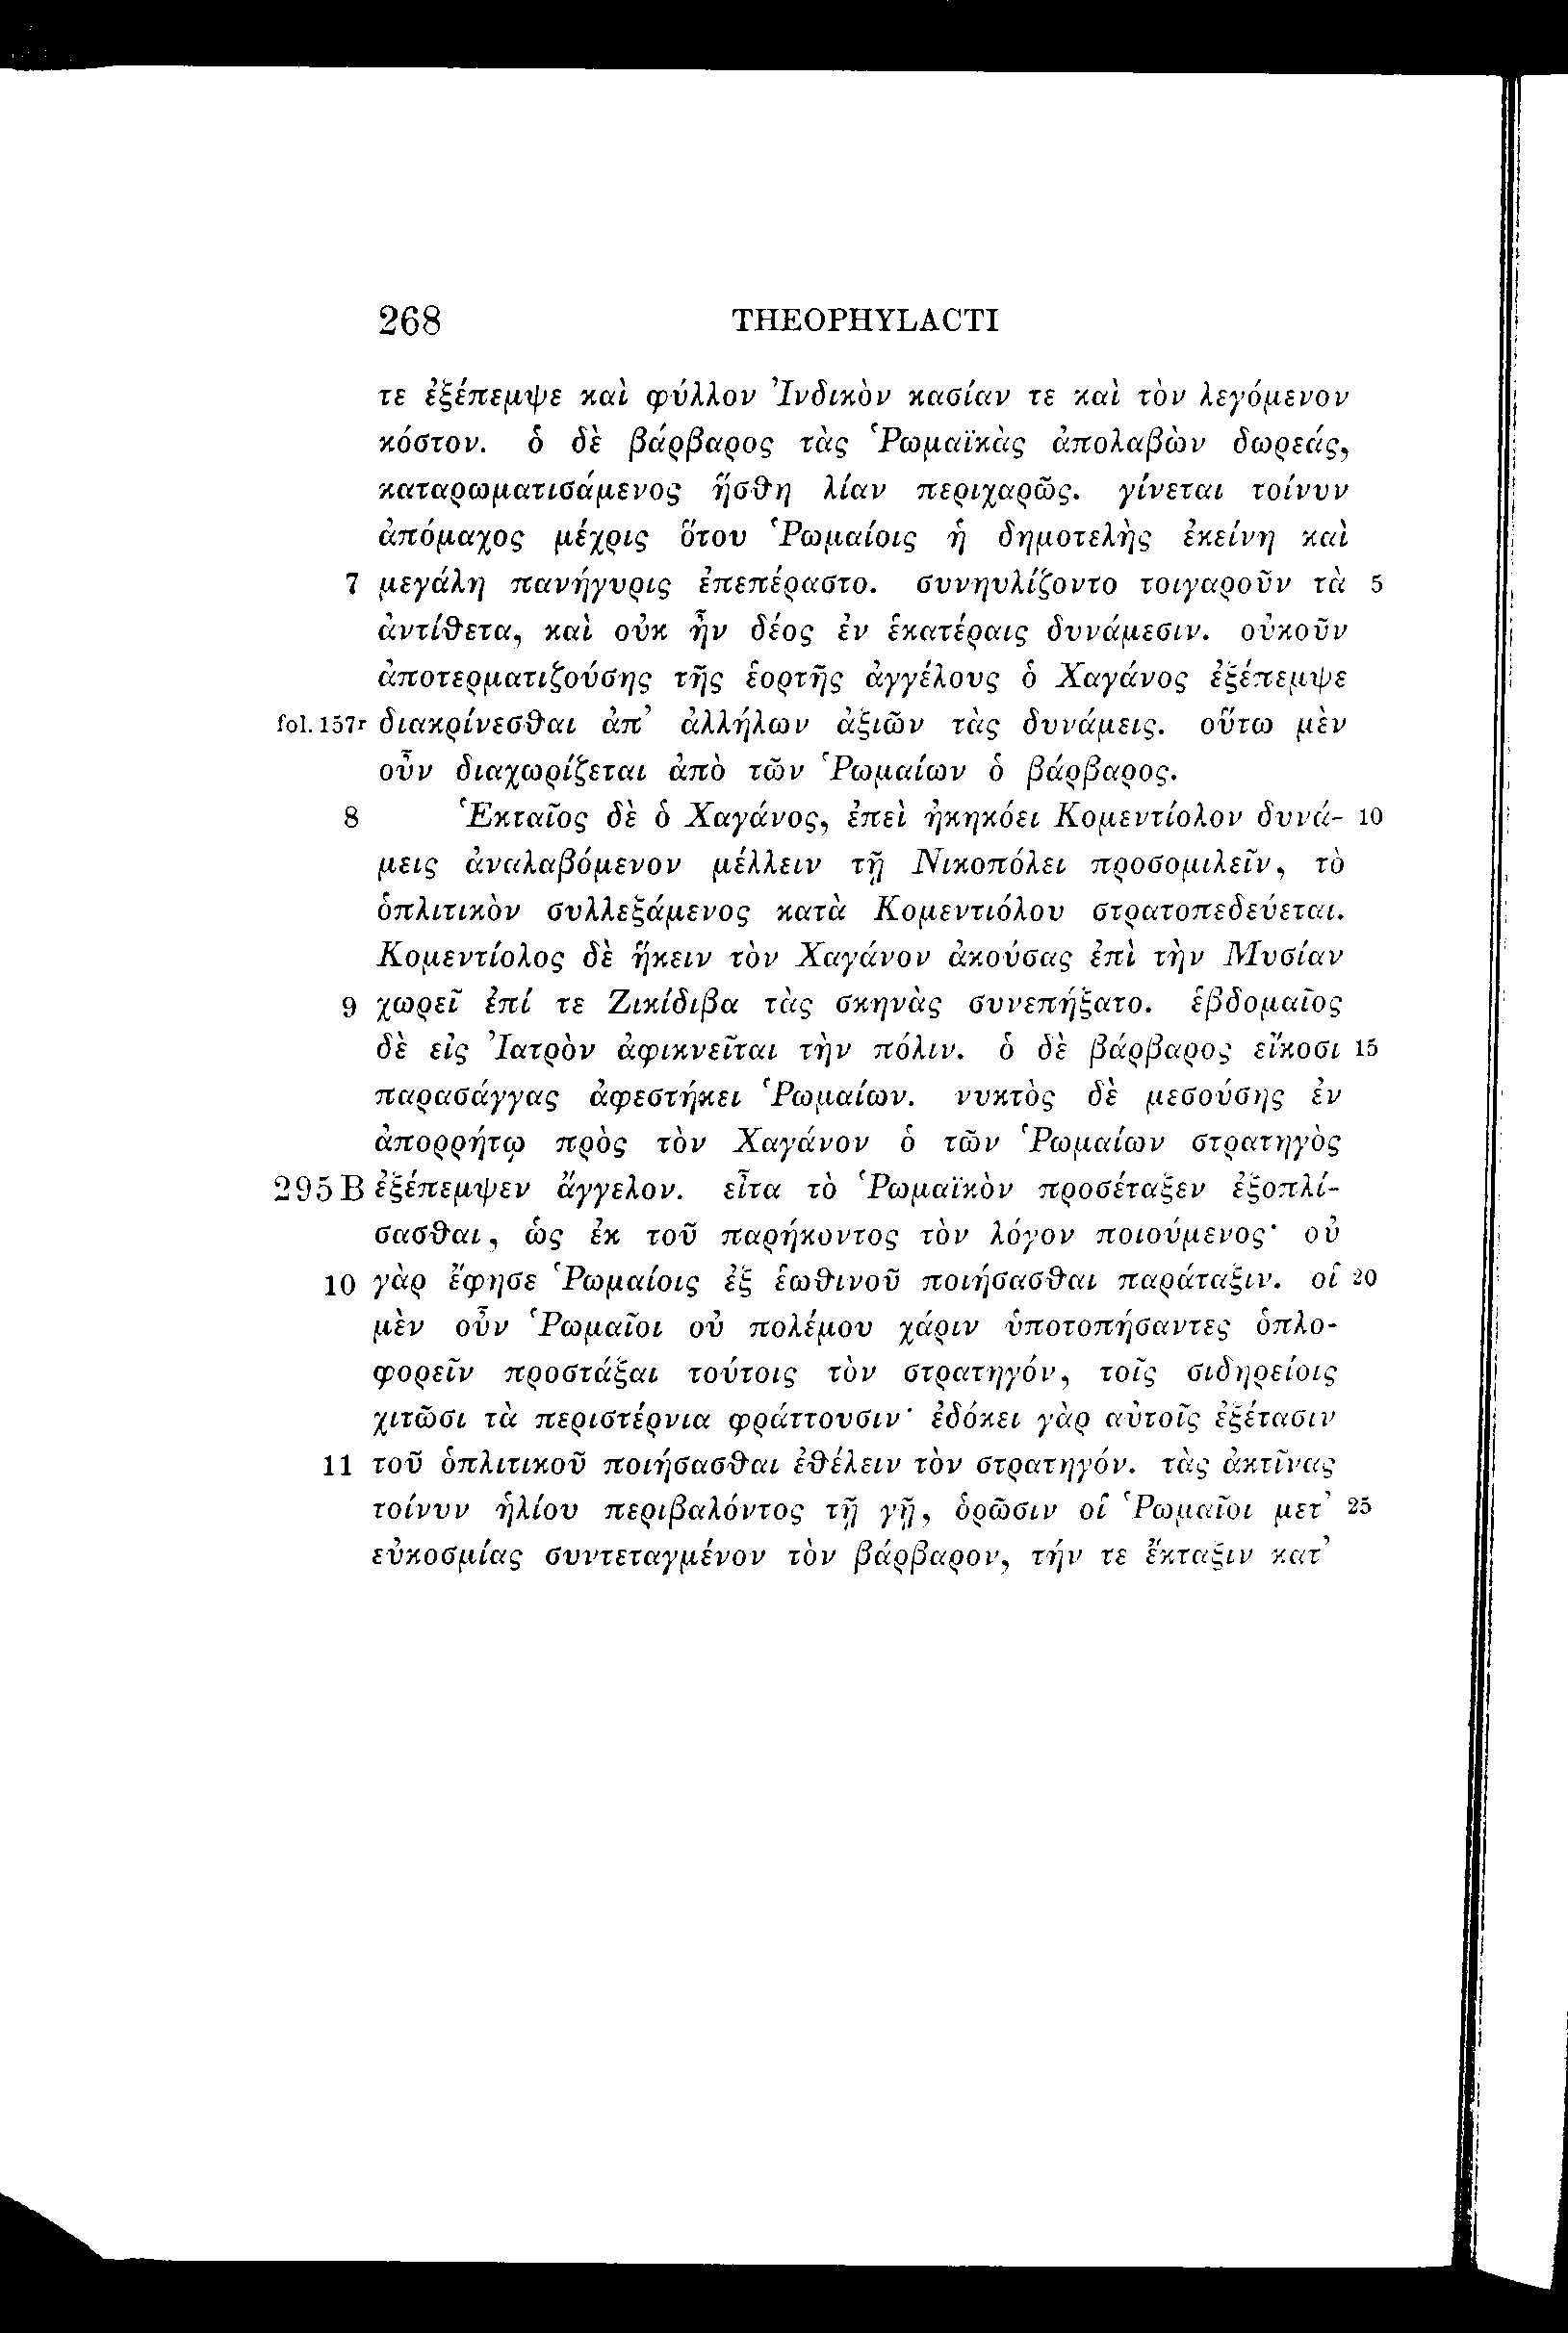 268 THEOPHYLACTI
τε ἐξέπεμψε καὶ φύλλον Ἰνδικὸν κασίαν τε καὶ τὸν λεγόμενον
κόστον. ὁ δὲ βάρβαρος τὰς Ῥωμαϊκὰς ἀπολαβὼν δωρεάς,
καταρωματισάμενος ἥσθη λίαν περιχαρῶς. γίνεται τοίνυν
ἀπόμαχος μέχρις ὅτου Ῥωμαίοις ἡ δημοτελὴς ἐκείνη καὶ
7 μεγάλη πανήγυρις ἐπεπέραστο. συνηυλίζοντο τοιγαροῦν τὰ 5
ἀντίθετα, καὶ οὐκ ἦν δέος ἐν ἑκατέραις δυνάμεσιν. οὐκοῦν
ἀποτερματιζούσης τῆς ἑορτῆς ἀγγέλους ὁ Χαγάνος ἐξέπεμψε
fol. 157r διακρίνεσθαι ἀπ’ ἀλλήλων ἀξιῶν τὰς δυνάμεις. οὕτω μὲν
οὖν διαχωρίζεται ἀπὸ τῶν Ῥωμαίων ὁ βάρβαρος.
8 Ἑκταῖος δὲ ὁ Χαγάνος, ἐπεὶ ἠκηκόει Κομεντίολον δυνά- 10
μεις ἀναλαβόμενον μέλλειν τῇ Νικοπόλει προσομιλεῖν, τὸ
ὁπλιτικὸν συλλεξάμενος κατὰ Κομεντιόλου στρατοπεδεύεται.
Κομεντίολος δὲ ἥκειν τὸν Χαγάνον ἀκούσας ἐπὶ τὴν Μυσίαν
9 χωρεῖ ἐπί τε Ζικίδιβα τὰς σκηνὰς συνεπήξατο. ἑβδομαῖος
δὲ εἰς Ἰατρὸν ἀφικνεῖται τὴν πόλιν. ὁ δὲ βάρβαρος εἴκοσι 15
παρασάγγας ἀφεστήκει Ῥωμαίων. νυκτὸς δὲ μεσούσης ἐν
ἀπορρήτῳ πρὸς τὸν Χαγάνον ὁ τῶν Ῥωμαίων στρατηγὸς
295 B ἐξέπεμψεν ἄγγελον. εἶτα τὸ Ῥωμαϊκὸν προσέταξεν ἐξοπλί-
σασθαι, ὡς ἐκ τοῦ παρήκοντος τὸν λόγον ποιούμενος· οὐ
10 γὰρ ἔφησε Ῥωμαίοις ἐξ ἑωθινοῦ ποιήσασθαι παράταξιν. οἱ 20
μὲν οὖν Ῥωμαῖοι οὐ πολέμου χάριν ὑποτοπήσαντες ὁπλο-
φορεῖν προστάξαι τούτοις τὸν στρατηγόν, τοῖς σιδηρείοις
χιτῶσι τὰ περιστέρνια φράττουσιν· ἐδόκει γὰρ αὐτοῖς ἐξέτασιν
11 τοῦ ὁπλιτικοῦ ποιήσασθαι ἐθέλειν τὸν στρατηγόν. τὰς ἀκτῖνας
τοίνυν ἡλίου περιβαλόντος τῇ γῇ, ὁρῶσιν οἱ Ῥωμαῖοι μετ’ 25
εὐκοσμίας συντεταγμένον τὸν βάρβαρον, τήν τε ἔκταξιν κατ’